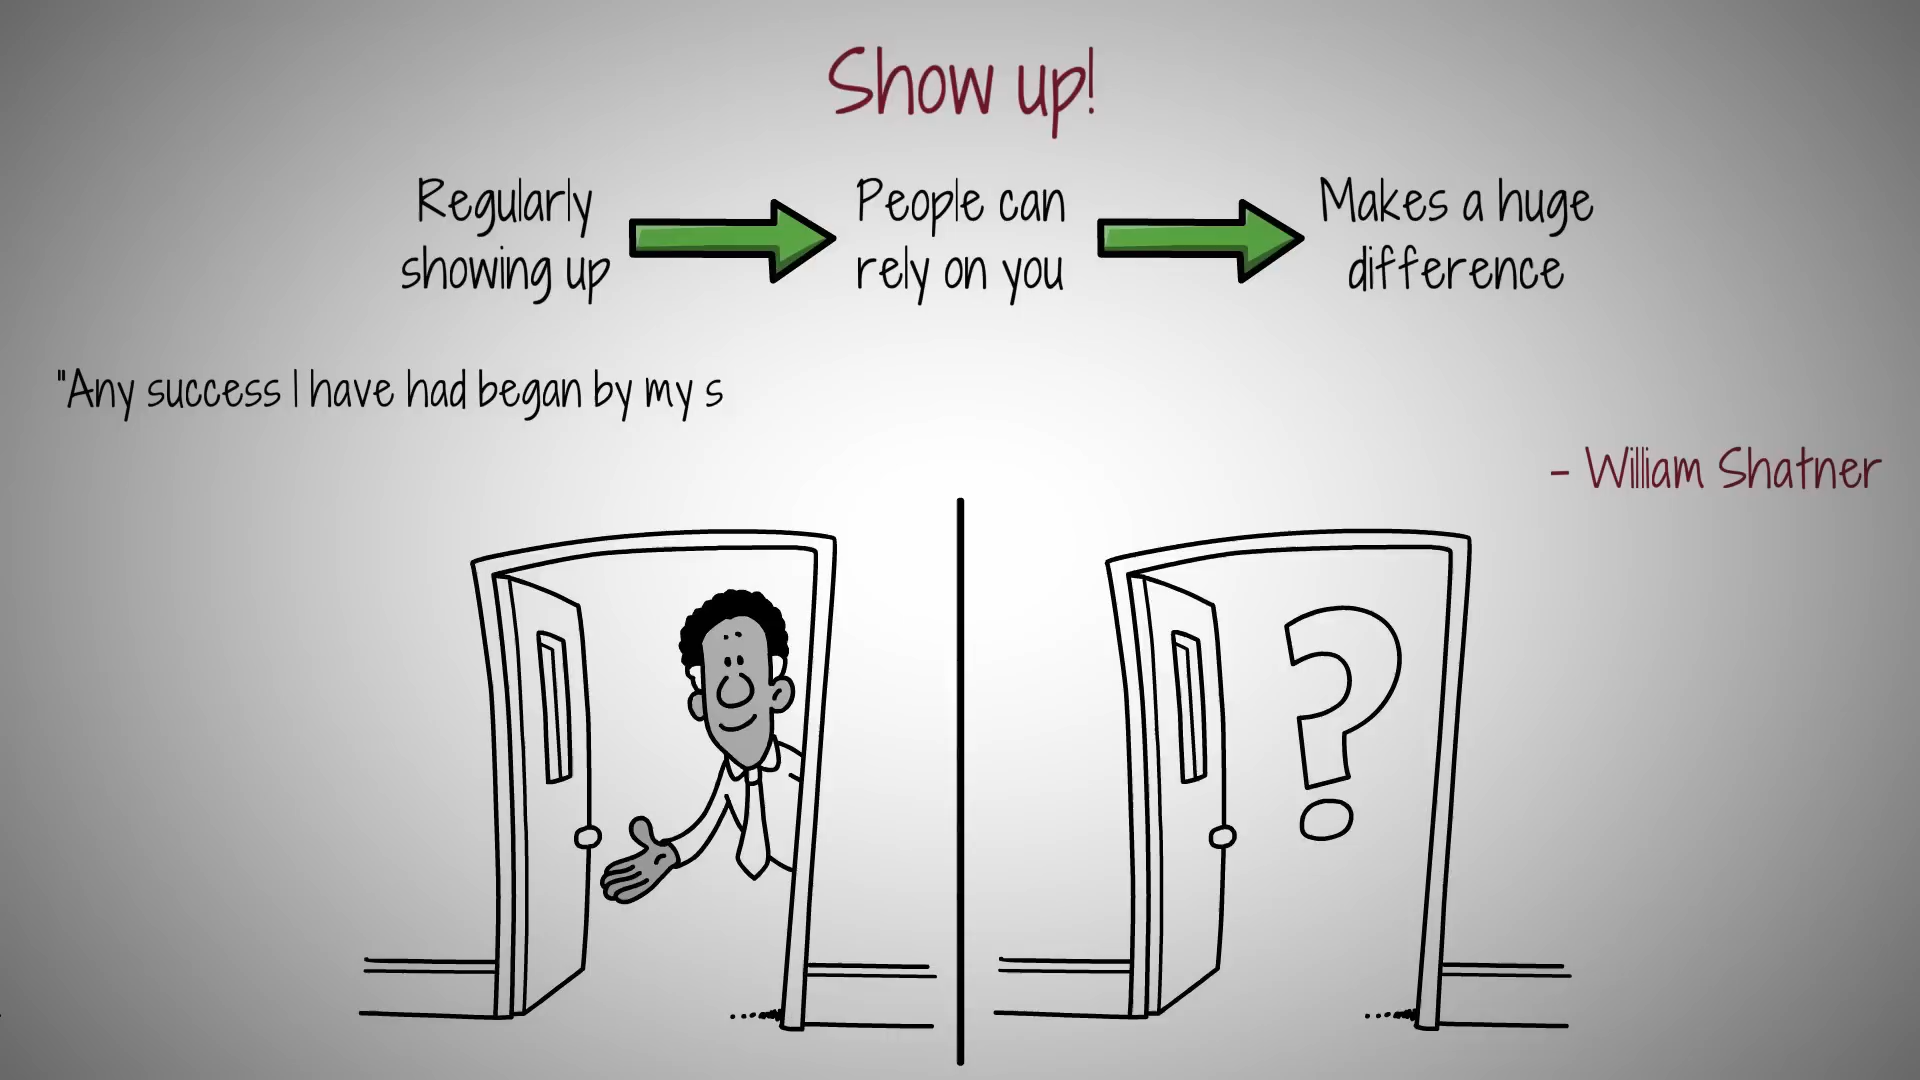 Show up!
Regularly
showing up
People can
rely on you
Makes a huge
difference
"Any success I have had began by my s
- William Shatner
?